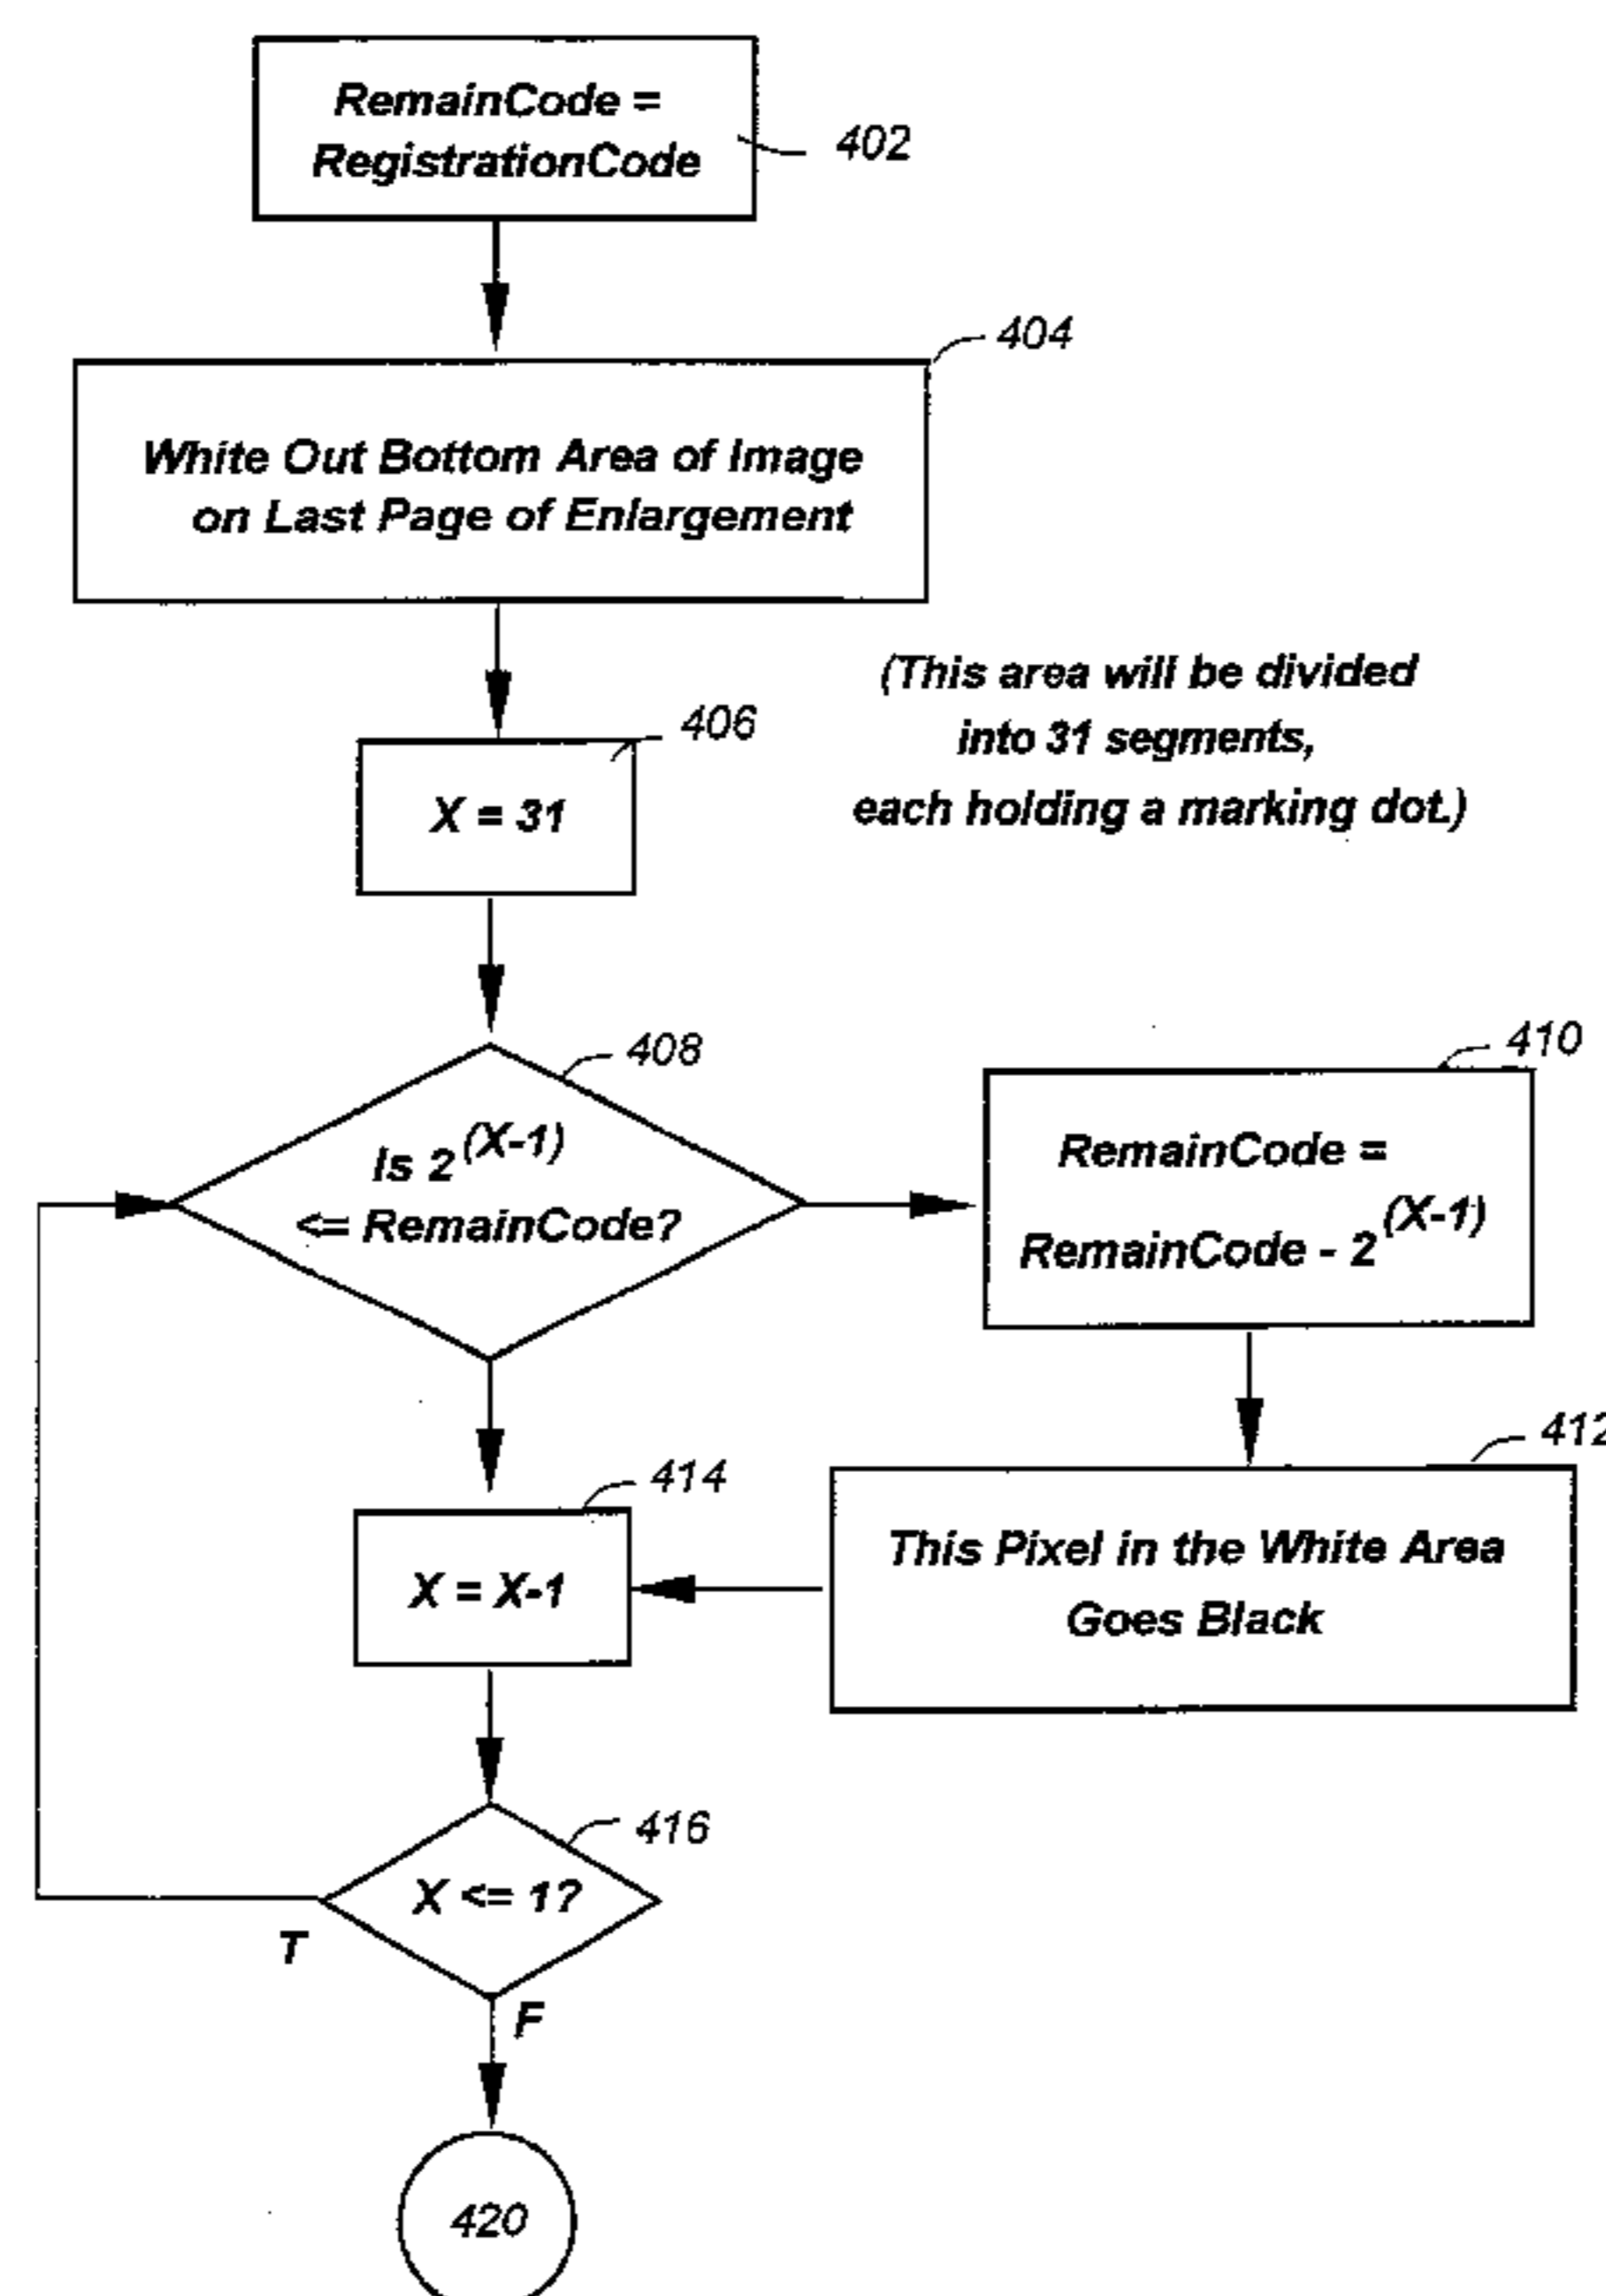 RemainCode =
RegistrationCode
402
404
White Out Bottom Area of Image
on Last Page of Enlargement
(This area will be divided
into 31 segments,
each holding a marking dot.)
406
X = 31
408
Is 2^(X-1)
<= RemainCode?
410
RemainCode =
RemainCode - 2^(X-1)
412
This Pixel in the White Area
Goes Black
414
X = X-1
416
X <= 1?
T
F
420